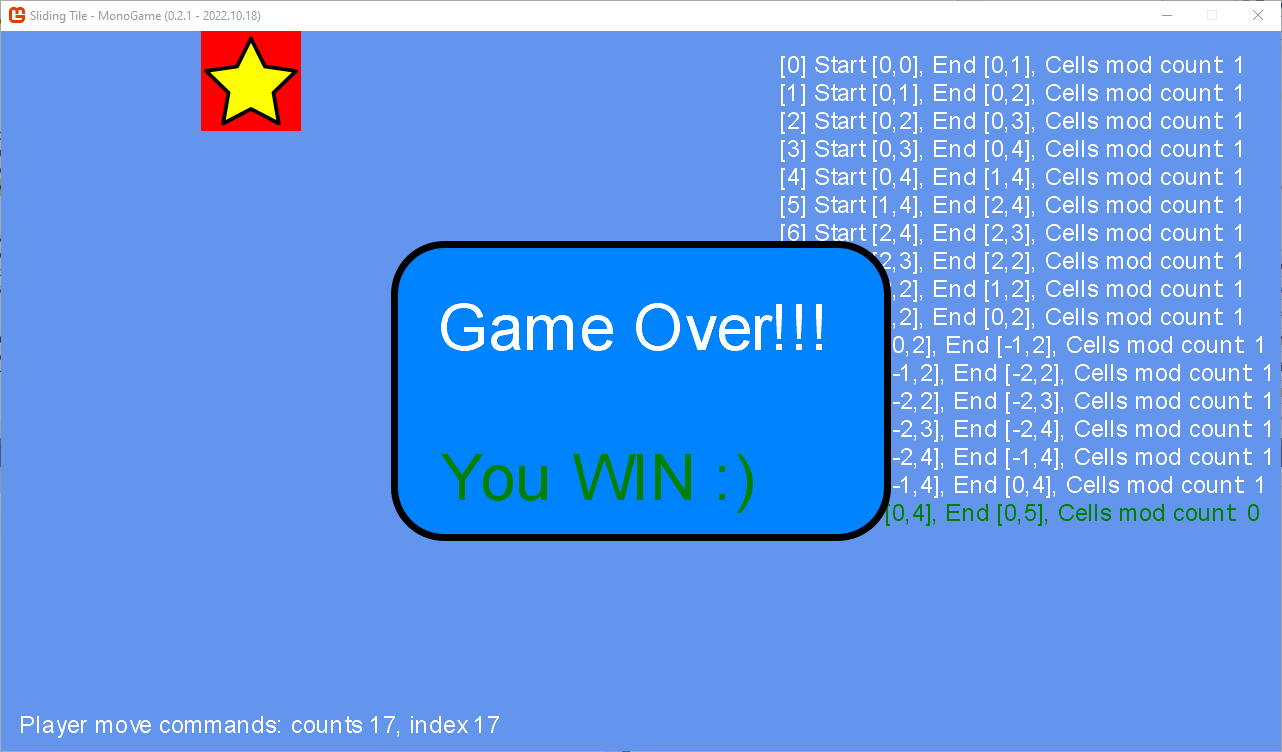 Sliding Tile - MonoGame (0.2.1 - 2022.10.18)
[0] Start [0,0], End [0,1], Cells mod count 1
[1] Start [0,1], End [0,2], Cells mod count 1
[2] Start [0,2], End [0,3], Cells mod count 1
[3] Start [0,3], End [0,4], Cells mod count 1
[4] Start [0,4], End [1,4], Cells mod count 1
[5] Start [1,4], End [2,4], Cells mod count 1
[6] Start [2,4], End [2,3], Cells mod count 1
2,3], End [2,2], Cells mod count 1
,2], End [1,2], Cells mod count 1
,2], End [0,2], Cells mod count 1
0,2], End [-1,2], Cells mod count 1
-1,2], End [-2,2], Cells mod count 1
-2,2], End [-2,3], Cells mod count 1
-2,3], End [-2,4], Cells mod count 1
-2,4], End [-1,4], Cells mod count 1
-1,4], End [0,4], Cells mod count 1
[0,4], End [0,5], Cells mod count 0
Game Over!!!
You WIN :)
Player move commands: counts 17, index 17